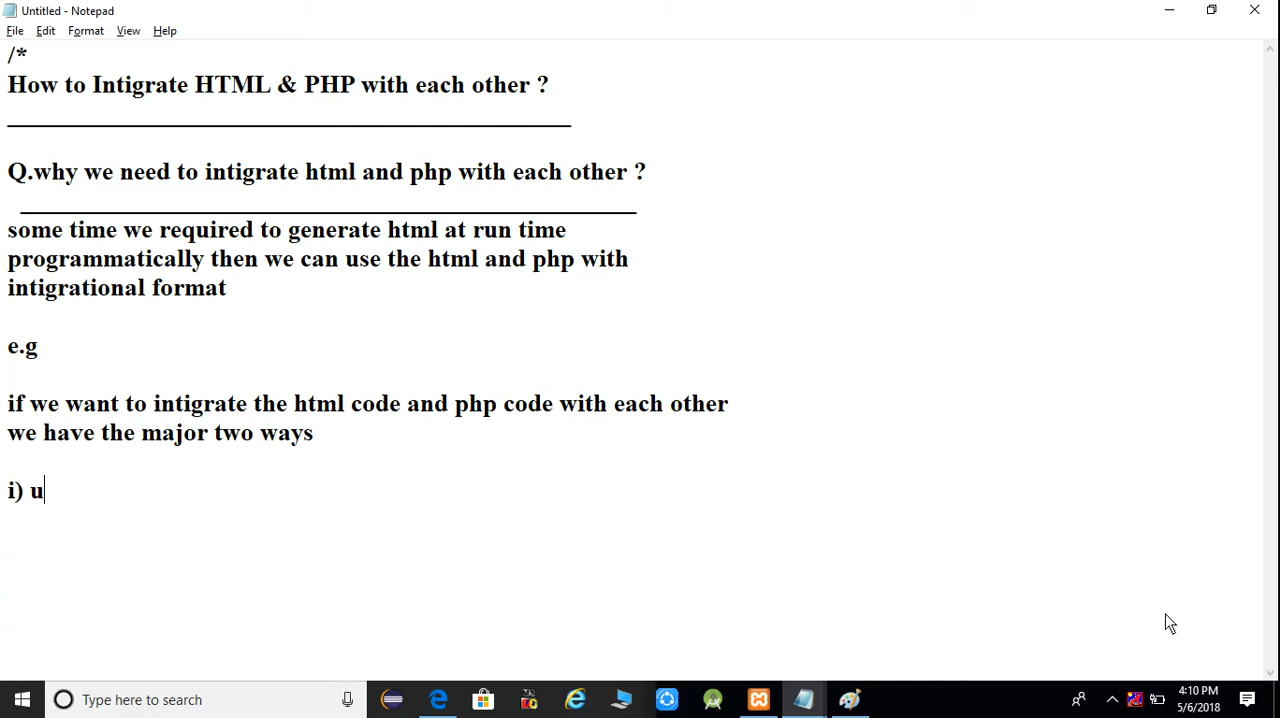 Untitled - Notepad
File Edit Format View Help
/*
How to Intigrate HTML & PHP with each other ?
Q.why we need to intigrate html and php with each other ?
some time we required to generate html at run time
programmatically then we can use the html and php with
intigrational format
e.g
if we want to intigrate the html code and php code with each other
we have the major two ways
i) u
Type here to search
4:10 PM
5/6/2018